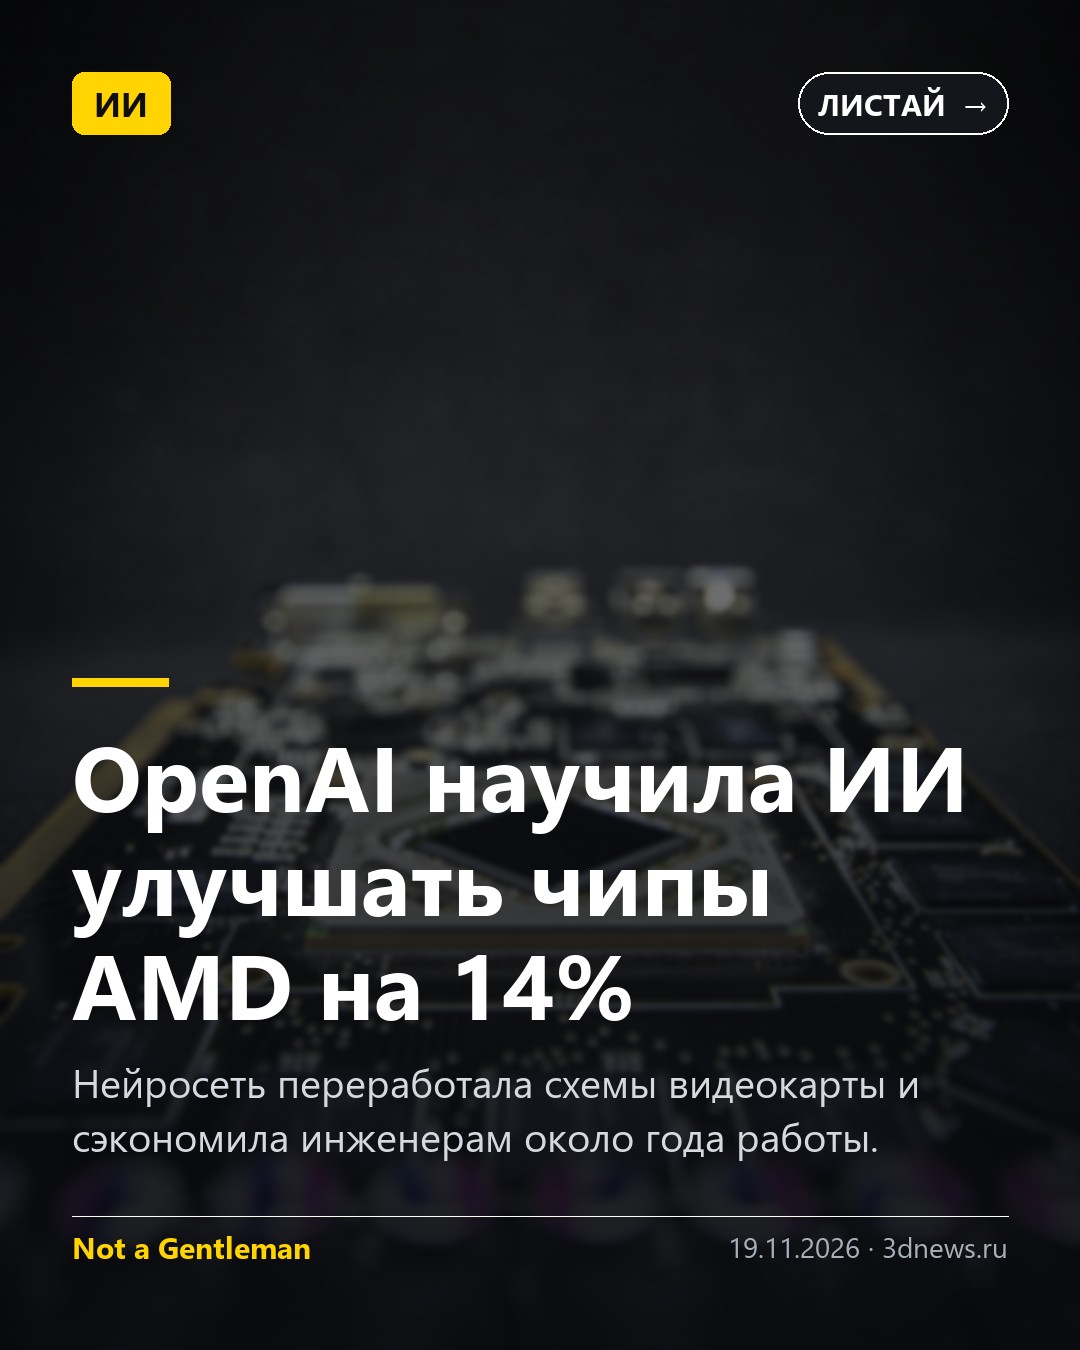 ИИ
ЛИСТАЙ →
OpenAI научила ИИ
улучшать чипы
AMD на 14%
Нейросеть переработала схемы видеокарты и
сэкономила инженерам около года работы.
Not a Gentleman
19.11.2026 · 3dnews.ru